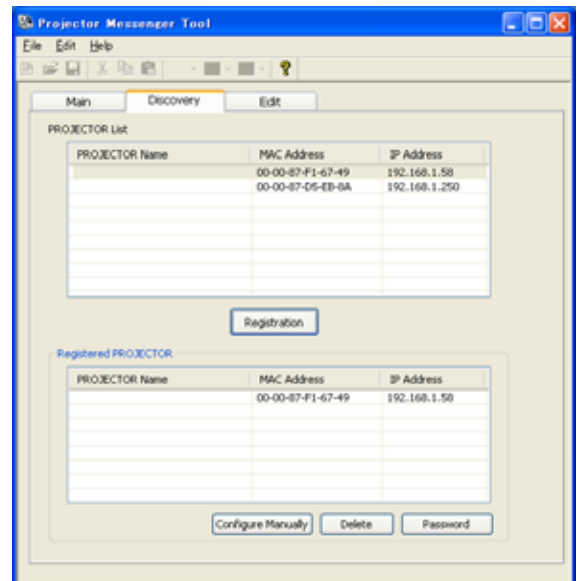 Projector Messenger Tool
File Edit Help
Main Discovery Edit
PROJECTOR List
PROJECTOR Name MAC Address IP Address
00-00-87-F1-67-49 192.168.1.58
00-00-87-D5-EB-8A 192.168.1.250
Registration
Registered PROJECTOR
PROJECTOR Name MAC Address IP Address
00-00-87-F1-67-49 192.168.1.58
Configure Manually Delete Password